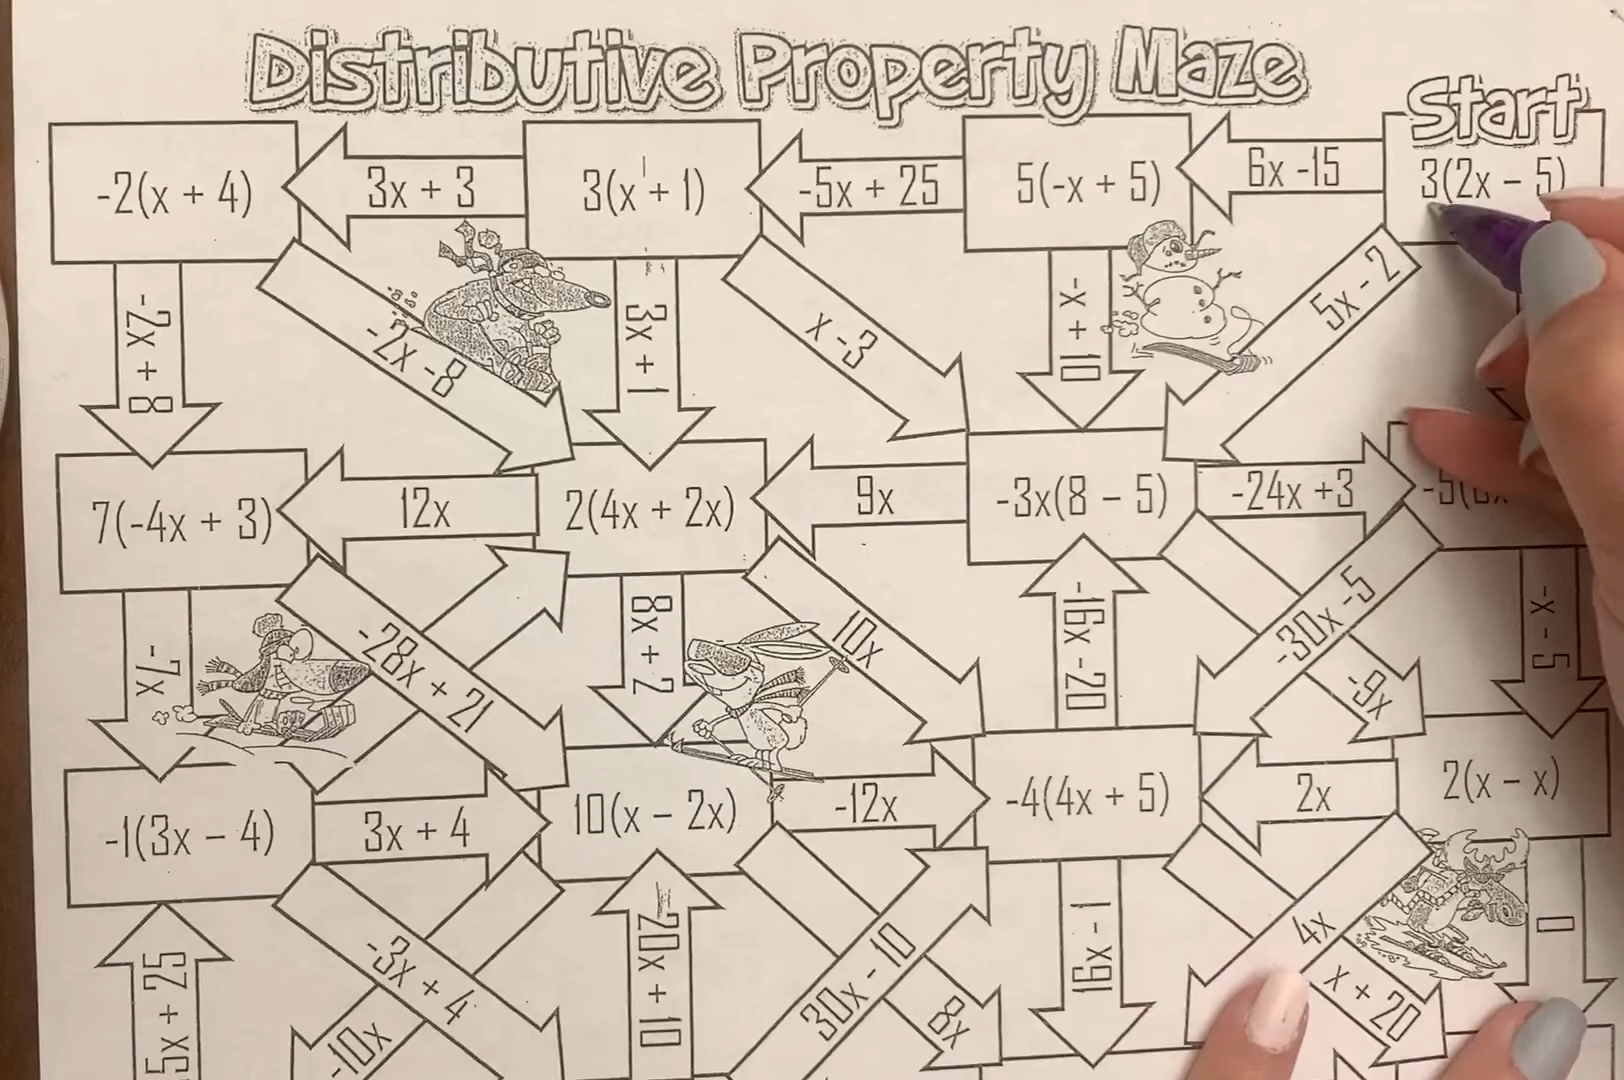 Distributive Property Maze
Start
-2(x + 4)
3x + 3
3(x + 1)
-5x + 25
5(-x + 5)
6x -15
3(2x - 5)
-2x + 8
-2x -8
3x + 1
x -3
-x + 10
5x - 2
7(-4x + 3)
12x
2(4x + 2x)
9x
-3x(8 - 5)
-24x +3
-7x
-28x + 21
8x + 2
10x
-16x -20
-30x -5
-9x
-x - 5
-1(3x - 4)
3x + 4
10(x - 2x)
-12x
-4(4x + 5)
2x
2(x - x)
5x + 25
-3x + 4
-10x
20x + 10
30x - 10
8x
19x - 1
4x
x + 20
0